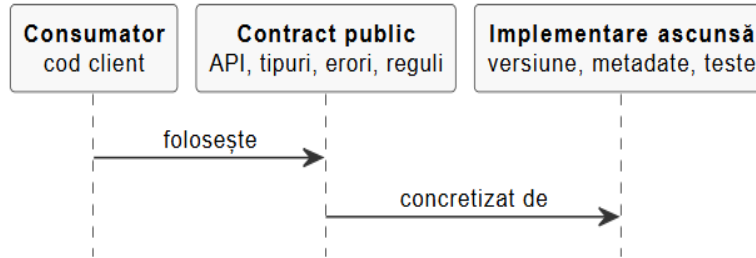 Consumator
cod client
Contract public
API, tipuri, erori, reguli
Implementare ascunsă
versiune, metadate, teste
folosește
concretizat de